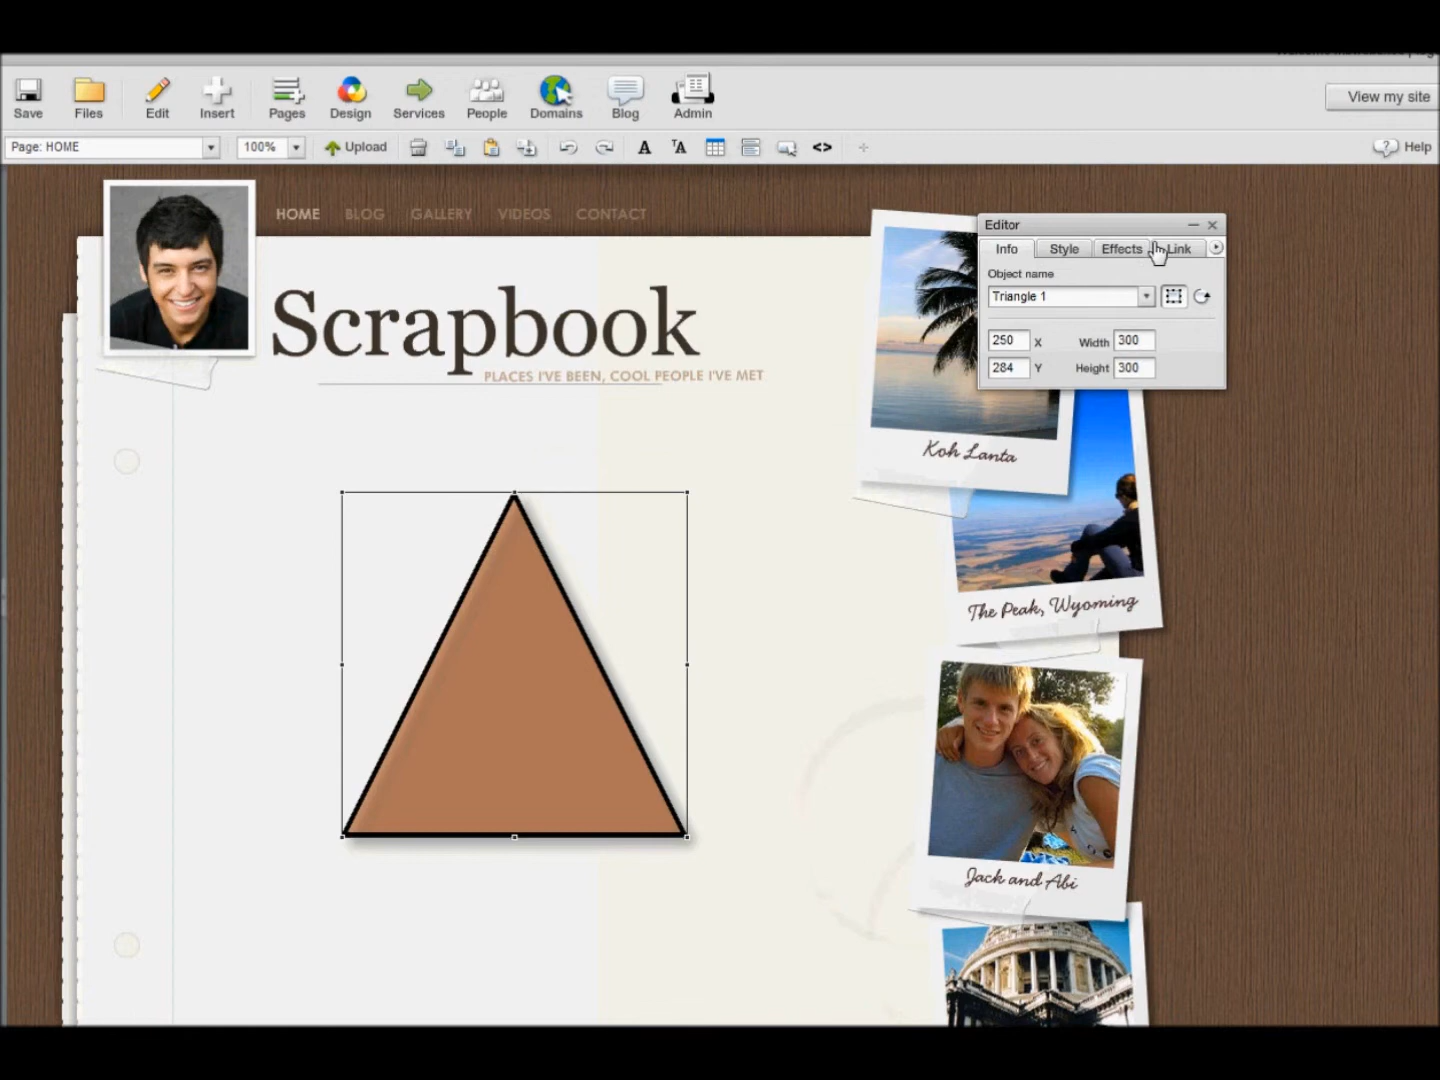 Save Files Edit Insert Pages Design Services People Domains Blog Admin View my site
Page: HOME 100% Upload A TA <> Help
HOME BLOG GALLERY VIDEOS CONTACT
Scrapbook
PLACES I'VE BEEN, COOL PEOPLE I'VE MET
Editor
Info Style Effects Link
Object name
Triangle 1
250 X Width 300
284 Y Height 300
Koh Lanta
The Peak, Wyoming
Jack and Abi